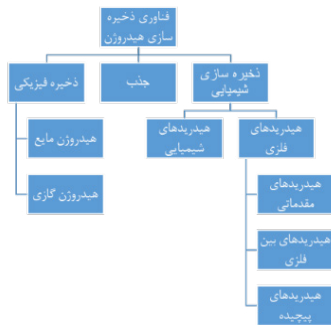 فناوری ذخیره
سازی هیدروژن
ذخیره سازی
شیمیایی
جذب
ذخیره فیزیکی
هیدریدهای
فلزی
هیدریدهای
شیمیایی
هیدروژن مایع
هیدروژن گازی
هیدریدهای
مقدماتی
هیدریدهای بین
فلزی
هیدریدهای
پیچیده